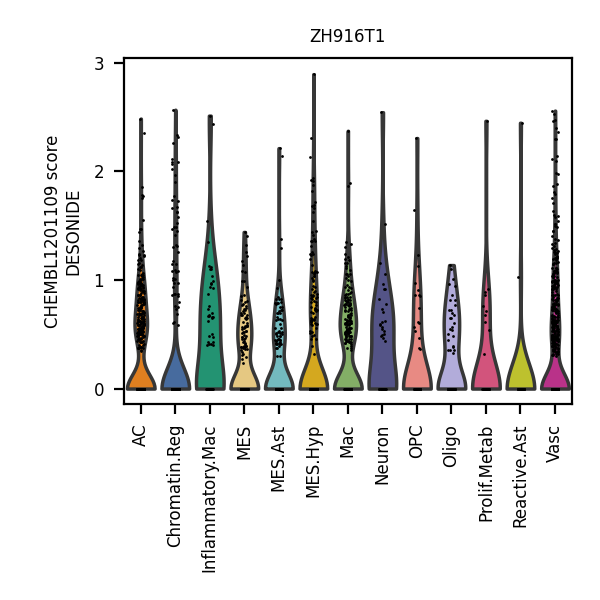 ZH916T1
CHEMBL1201109 score
DESONIDE
3
2
1
0
AC
Chromatin.Reg
Inflammatory.Mac
MES
MES.Ast
MES.Hyp
Mac
Neuron
OPC
Oligo
Prolif.Metab
Reactive.Ast
Vasc